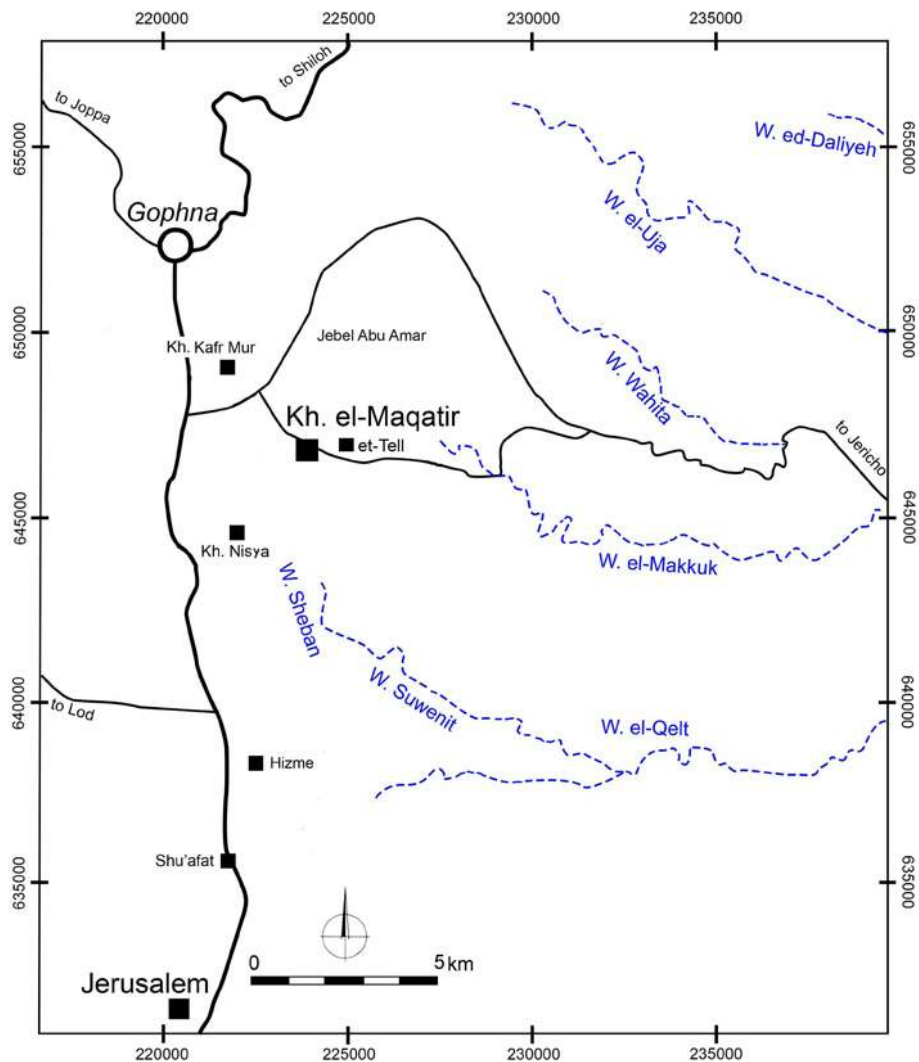 220000 225000 230000 235000
to Shiloh
to Joppa
655000 655000
W. ed-Daliyeh
Gophna
W. el-Uja
650000 650000
Jebel Abu Amar
Kh. Kafr Mur
W. Wahita
Kh. el-Maqatir
et-Tell
to Jericho
645000 645000
Kh. Nisya
W. el-Makkuk
W. Sheban
W. Suwenit
640000 640000
to Lod
W. el-Qelt
Hizme
Shu'afat
635000 635000
0 5 km
Jerusalem
220000 225000 230000 235000